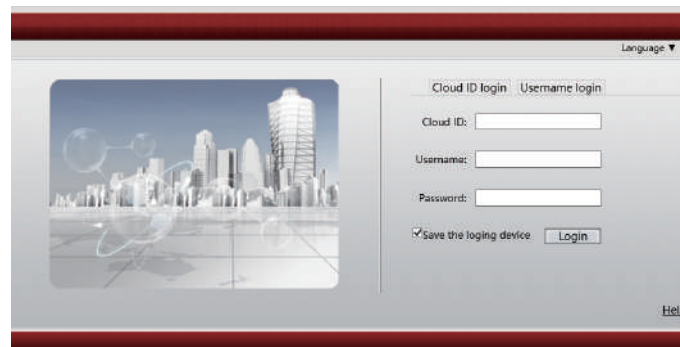 Language ▼
Cloud ID login Username login
Cloud ID:
Username:
Password:
Save the loging device Login
Hel